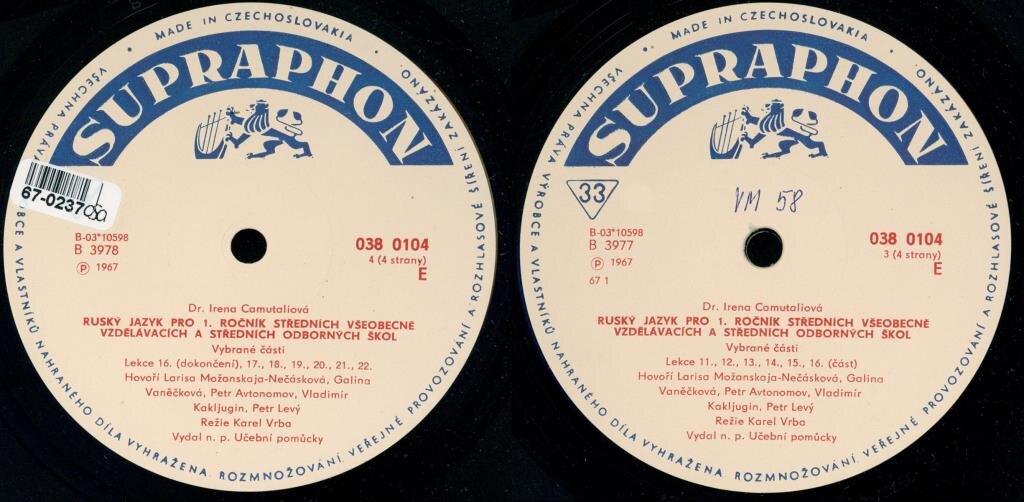 MADE IN CZECHOSLOVAKIA
VŠECHNA PRÁVA VÝROBCE A VLASTNÍKŮ NAHRANÉHO DÍLA VYHRAŽENA. ROZMNOŽOVÁNÍ, VEŘEJNÉ PROVOZOVÁNÍ A ROZHLASOVÉ ŠÍŘENÍ ZAKÁZÁNO.
SUPRAPHON
67-0237
B-03*10598
B 3978
Ⓟ 1967
038 0104
4 (4 strany)
E
Dr. Irena Camutaliová
RUSKÝ JAZYK PRO 1. ROČNÍK STŘEDNÍCH VŠEOBECNĚ
VZDĚLÁVACÍCH A STŘEDNÍCH ODBORNÝCH ŠKOL
Vybrané části
Lekce 16. (dokončení), 17., 18., 19., 20., 21., 22.
Hovoří Larisa Možanskaja-Nečásková, Galina
Vaněčková, Petr Avtonomov, Vladimír
Kakljugin, Petr Levý
Režie Karel Vrba
Vydal n. p. Učební pomůcky
MADE IN CZECHOSLOVAKIA
VŠECHNA PRÁVA VÝROBCE A VLASTNÍKŮ NAHRANÉHO DÍLA VYHRAŽENA. ROZMNOŽOVÁNÍ, VEŘEJNÉ PROVOZOVÁNÍ A ROZHLASOVÉ ŠÍŘENÍ ZAKÁZÁNO.
SUPRAPHON
33
VM 58
B-03*10598
B 3977
Ⓟ 1967
67 1
038 0104
3 (4 strany)
E
Dr. Irena Camutaliová
RUSKÝ JAZYK PRO 1. ROČNÍK STŘEDNÍCH VŠEOBECNĚ
VZDĚLÁVACÍCH A STŘEDNÍCH ODBORNÝCH ŠKOL
Vybrané části
Lekce 11., 12., 13., 14., 15., 16. (část)
Hovoří Larisa Možanskaja-Nečásková, Galina
Vaněčková, Petr Avtonomov, Vladimír
Kakljugin, Petr Levý
Režie Karel Vrba
Vydal n. p. Učební pomůcky